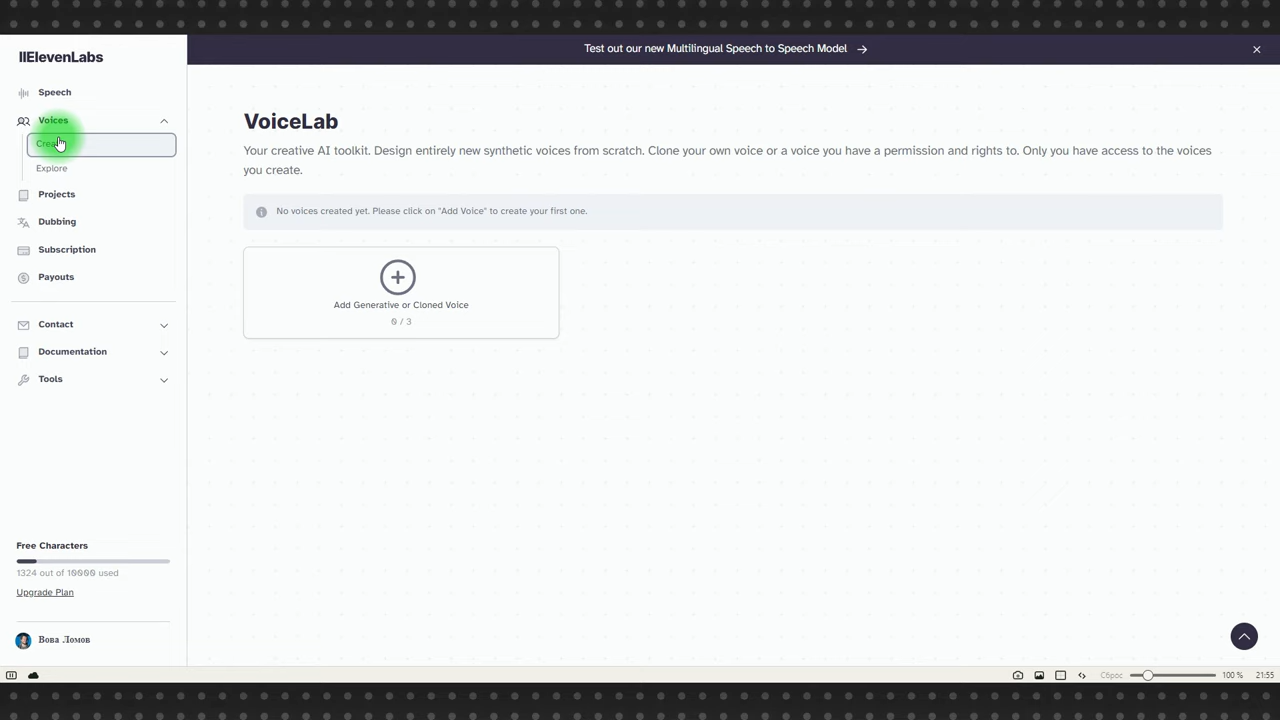 IIElevenLabs
Test out our new Multilingual Speech to Speech Model
Speech
Voices
Explore
Projects
Dubbing
Subscription
Payouts
Contact
Documentation
Tools
VoiceLab
Your creative AI toolkit. Design entirely new synthetic voices from scratch. Clone your own voice or a voice you have a permission and rights to. Only you have access to the voices
you create.
No voices created yet. Please click on "Add Voice" to create your first one.
Add Generative or Cloned Voice
0 / 3
Free Characters
1324 out of 10000 used
Upgrade Plan
Вова Ломов
Сброс
100 %
21:55